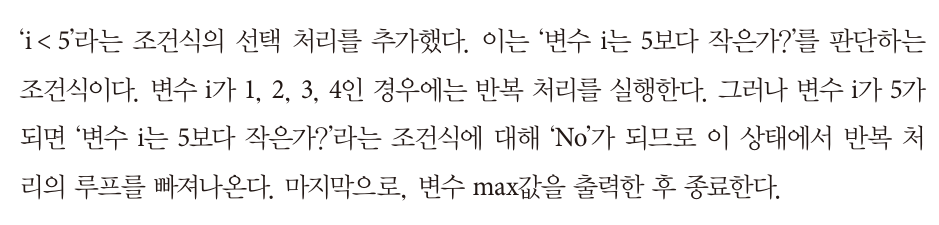 ‘i < 5’라는 조건식의 선택 처리를 추가했다. 이는 ‘변수 i는 5보다 작은가?’를 판단하는
조건식이다. 변수 i가 1, 2, 3, 4인 경우에는 반복 처리를 실행한다. 그러나 변수 i가 5가
되면 ‘변수 i는 5보다 작은가?’라는 조건식에 대해 ‘No’가 되므로 이 상태에서 반복 처
리의 루프를 빠져나온다. 마지막으로, 변수 max값을 출력한 후 종료한다.